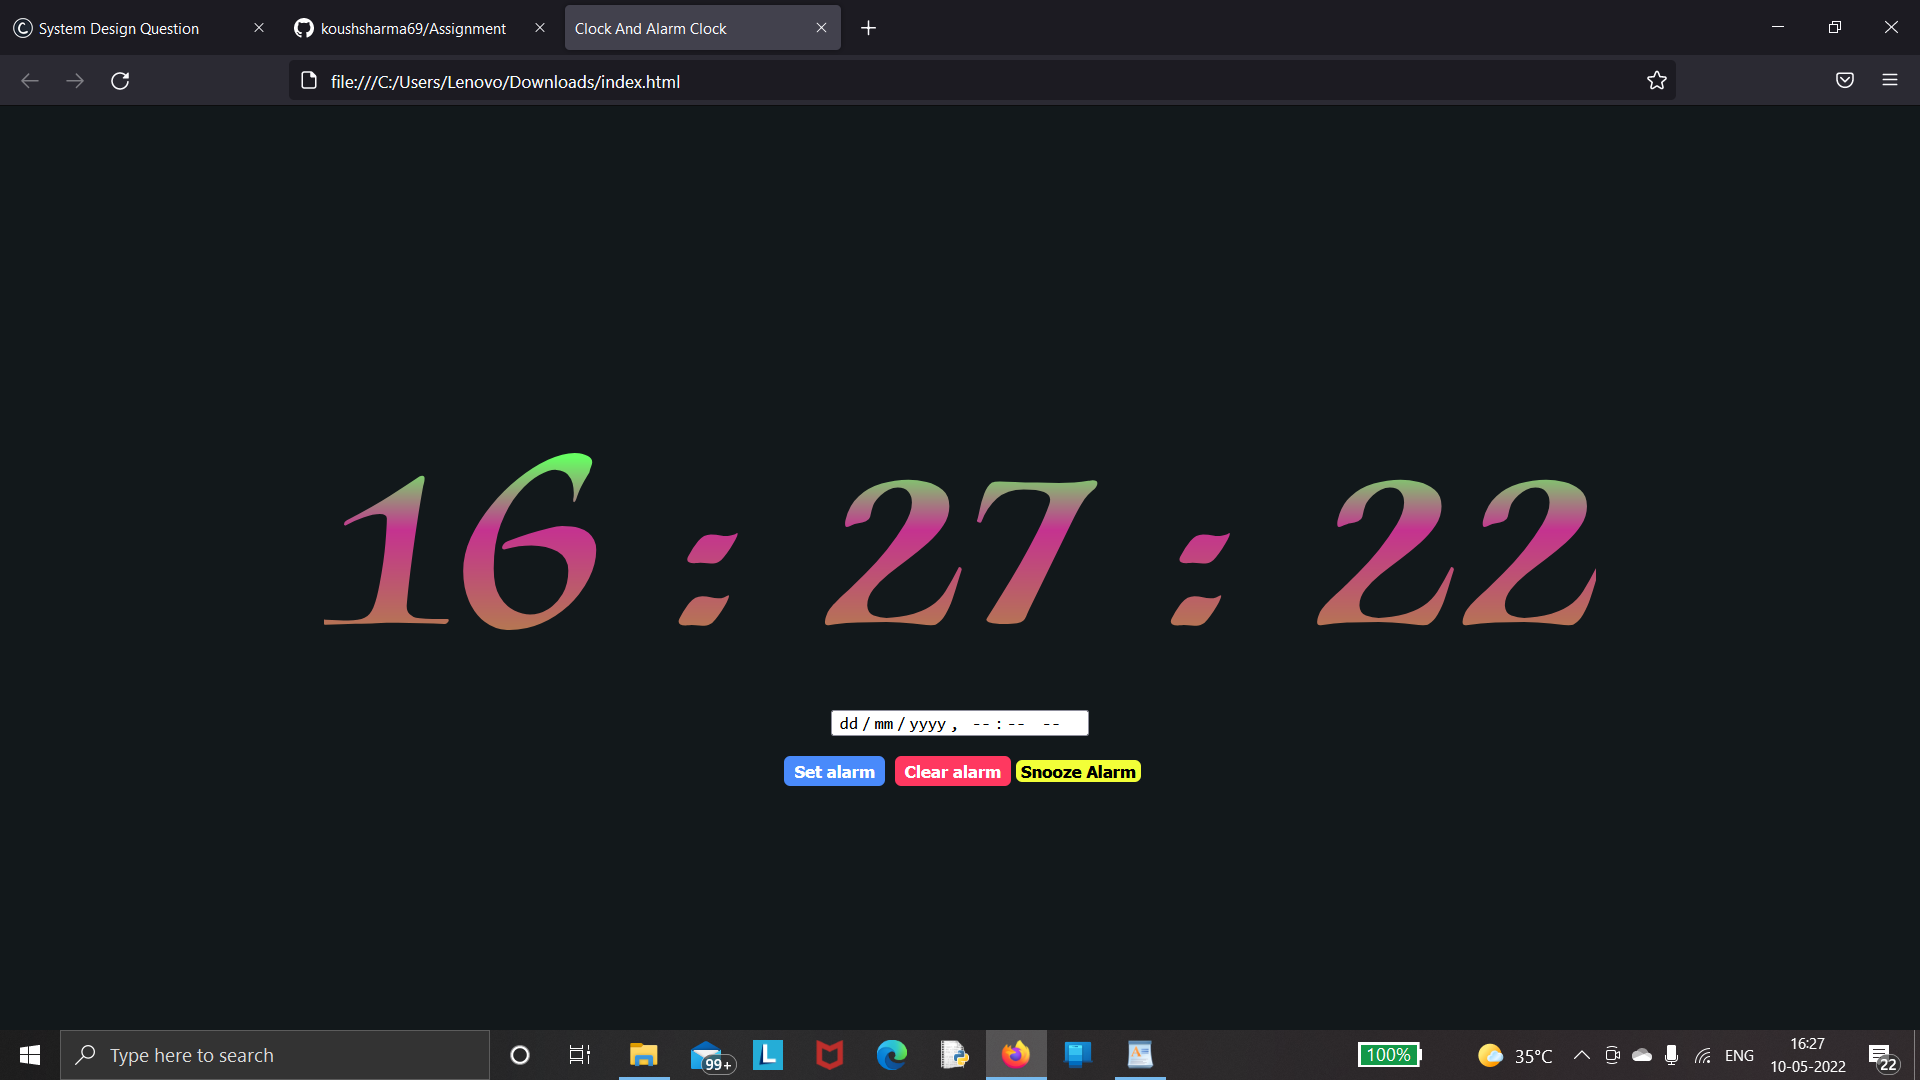 System Design Question
koushsharma69/Assignment
Clock And Alarm Clock
file:///C:/Users/Lenovo/Downloads/index.html
16 : 27 : 22
dd / mm / yyyy , -- : -- --
Set alarm
Clear alarm
Snooze Alarm
Type here to search
99+
L
100%
35°C
ENG
16:27
10-05-2022
22